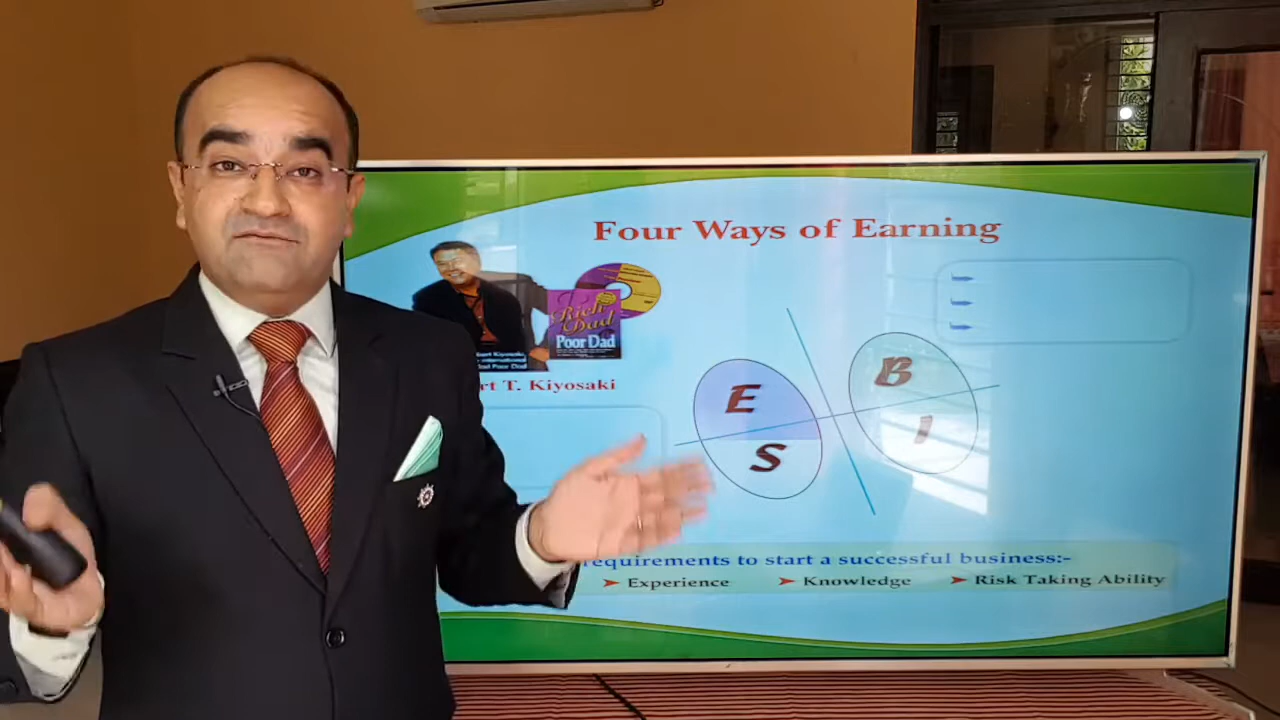 Four Ways of Earning
Rich
Dad
Poor Dad
T. Kiyosaki
E
S
B
I
requirements to start a successful business:-
➢ Experience ➢ Knowledge ➢ Risk Taking Ability